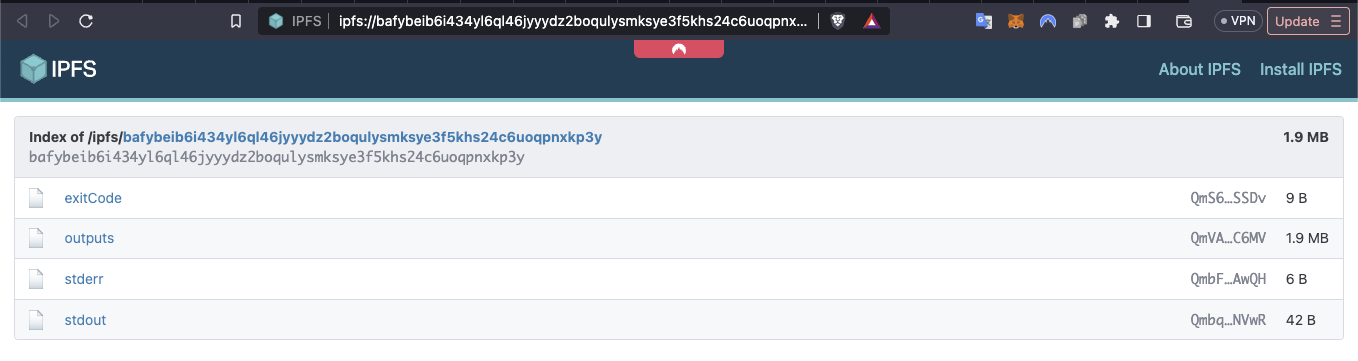 IPFS ipfs://bafybeib6i434yl6ql46jyyydz2boqulysmksye3f5khs24c6uoqpnx... VPN Update
IPFS About IPFS Install IPFS
Index of /ipfs/bafybeib6i434yl6ql46jyyydz2boqulysmksye3f5khs24c6uoqpnxkp3y 1.9 MB
bafybeib6i434yl6ql46jyyydz2boqulysmksye3f5khs24c6uoqpnxkp3y
exitCode QmS6…SSDv 9 B
outputs QmVA…C6MV 1.9 MB
stderr QmbF…AwQH 6 B
stdout Qmbq…NVwR 42 B